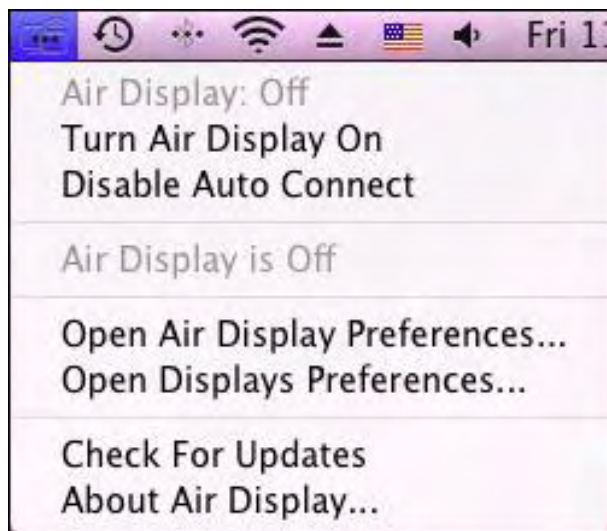 Fri 11
Air Display: Off
Turn Air Display On
Disable Auto Connect
Air Display is Off
Open Air Display Preferences...
Open Displays Preferences...
Check For Updates
About Air Display...